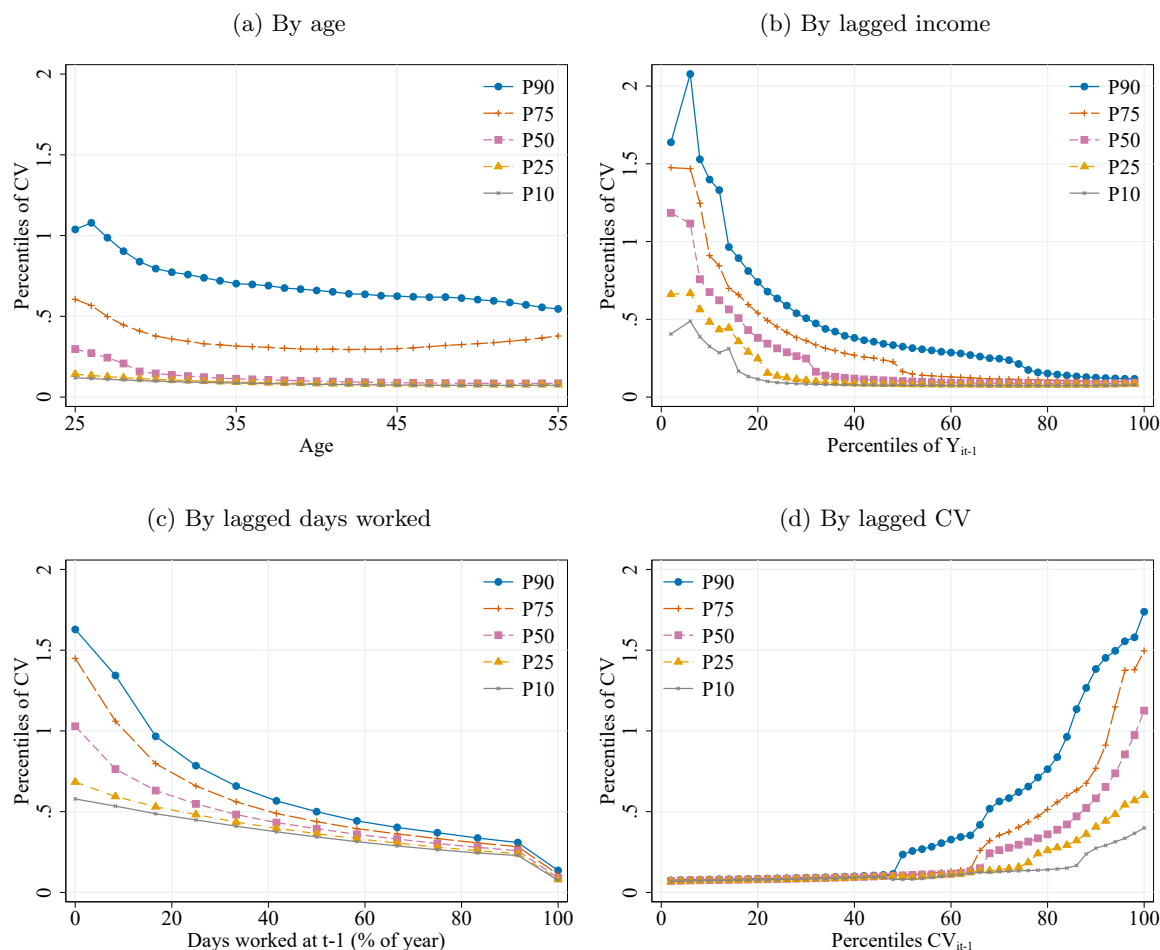 (a) By age
Percentiles of CV
0 .5 1 1.5 2
P90
P75
P50
P25
P10
25 35 45 55
Age
(b) By lagged income
Percentiles of CV
0 .5 1 1.5 2
P90
P75
P50
P25
P10
0 20 40 60 80 100
Percentiles of Y_it-1
(c) By lagged days worked
Percentiles of CV
0 .5 1 1.5 2
P90
P75
P50
P25
P10
0 20 40 60 80 100
Days worked at t-1 (% of year)
(d) By lagged CV
Percentiles of CV
0 .5 1 1.5 2
P90
P75
P50
P25
P10
0 20 40 60 80 100
Percentiles CV_it-1